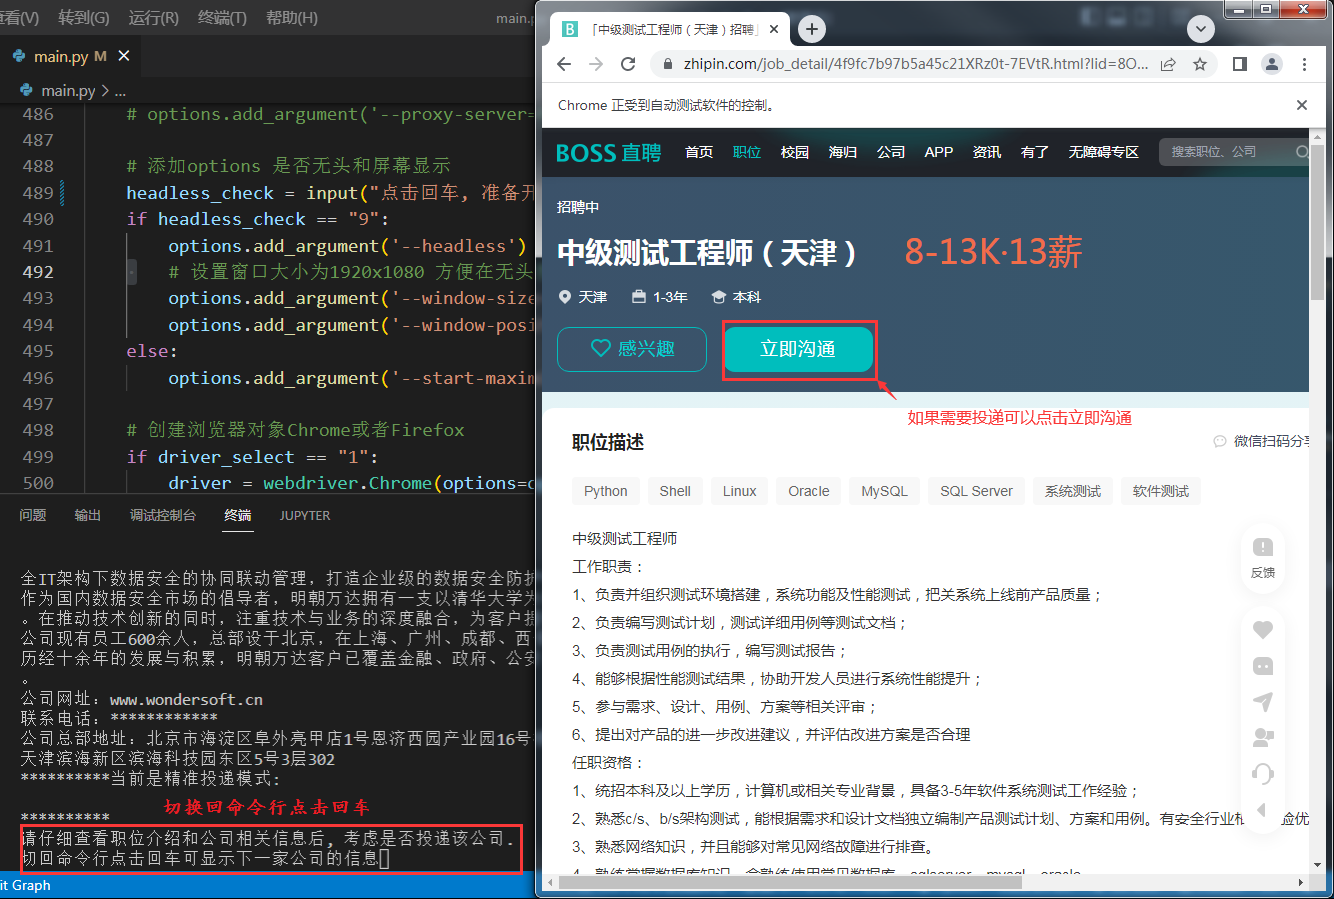 查看(V) 转到(G) 运行(R) 终端(T) 帮助(H) main.p
main.py M
main.py > ...
486 # options.add_argument('--proxy-server=
487
488 # 添加options 是否无头和屏幕显示
489 headless_check = input("点击回车, 准备开
490 if headless_check == "9":
491 options.add_argument('--headless')
492 # 设置窗口大小为1920x1080 方便在无头
493 options.add_argument('--window-size
494 options.add_argument('--window-posi
495 else:
496 options.add_argument('--start-maxim
497
498 # 创建浏览器对象Chrome或者Firefox
499 if driver_select == "1":
500 driver = webdriver.Chrome(options=o
问题 输出 调试控制台 终端 JUPYTER
全IT架构下数据安全的协同联动管理，打造企业级的数据安全防护
作为国内数据安全市场的倡导者，明朝万达拥有一支以清华大学为
。在推动技术创新的同时，注重技术与业务的深度融合，为客户提
公司现有员工600余人，总部设于北京，在上海、广州、成都、西
历经十余年的发展与积累，明朝万达客户已覆盖金融、政府、公安
。
公司网址：www.wondersoft.cn
联系电话：************
公司总部地址：北京市海淀区阜外亮甲店1号恩济西园产业园16号
天津滨海新区滨海科技园东区5号3层302
**********当前是精准投递模式:
切换回命令行点击回车
**********
请仔细查看职位介绍和公司相关信息后, 考虑是否投递该公司.
切回命令行点击回车可显示下一家公司的信息
it Graph
「中级测试工程师（天津）招聘」
zhipin.com/job_detail/4f9fc7b97b5a45c21XRz0t-7EVtR.html?lid=8O...
Chrome 正受到自动测试软件的控制。
BOSS 直聘 首页 职位 校园 海归 公司 APP 资讯 有了 无障碍专区 搜索职位、公司
招聘中
中级测试工程师（天津） 8-13K·13薪
天津 1-3年 本科
感兴趣 立即沟通
如果需要投递可以点击立即沟通
职位描述 微信扫码分享
Python Shell Linux Oracle MySQL SQL Server 系统测试 软件测试
中级测试工程师
工作职责：
1、负责并组织测试环境搭建，系统功能及性能测试，把关系统上线前产品质量；
2、负责编写测试计划，测试详细用例等测试文档；
3、负责测试用例的执行，编写测试报告；
4、能够根据性能测试结果，协助开发人员进行系统性能提升；
5、参与需求、设计、用例、方案等相关评审；
6、提出对产品的进一步改进建议，并评估改进方案是否合理
任职资格：
1、统招本科及以上学历，计算机或相关专业背景，具备3-5年软件系统测试工作经验；
2、熟悉c/s、b/s架构测试，能根据需求和设计文档独立编制产品测试计划、方案和用例。有安全行业相
3、熟悉网络知识，并且能够对常见网络故障进行排查。
4、熟练掌握数据库知识，会熟练使用常见数据库，sqlserver、mysql、oracle
反馈